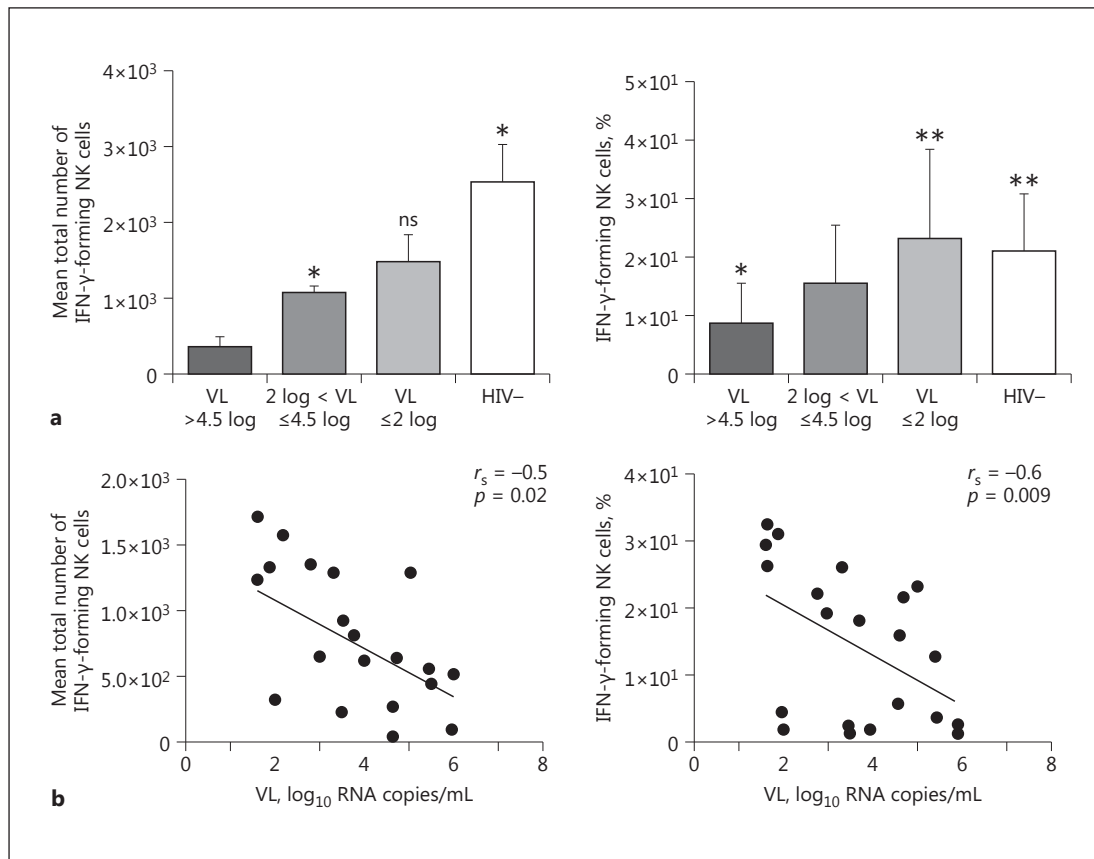 Mean total number of
IFN-γ-forming NK cells
4×10³
3×10³
2×10³
1×10³
0
*
ns
*
VL
>4.5 log
2 log < VL
≤4.5 log
VL
≤2 log
HIV–
IFN-γ-forming NK cells, %
5×10¹
4×10¹
3×10¹
2×10¹
1×10¹
0
*
**
**
VL
>4.5 log
2 log < VL
≤4.5 log
VL
≤2 log
HIV–
a
Mean total number of
IFN-γ-forming NK cells
2.0×10³
1.5×10³
1.0×10³
5.0×10²
0
rₛ = –0.5
p = 0.02
0 2 4 6 8
VL, log₁₀ RNA copies/mL
IFN-γ-forming NK cells, %
4×10¹
3×10¹
2×10¹
1×10¹
0
rₛ = –0.6
p = 0.009
0 2 4 6 8
VL, log₁₀ RNA copies/mL
b